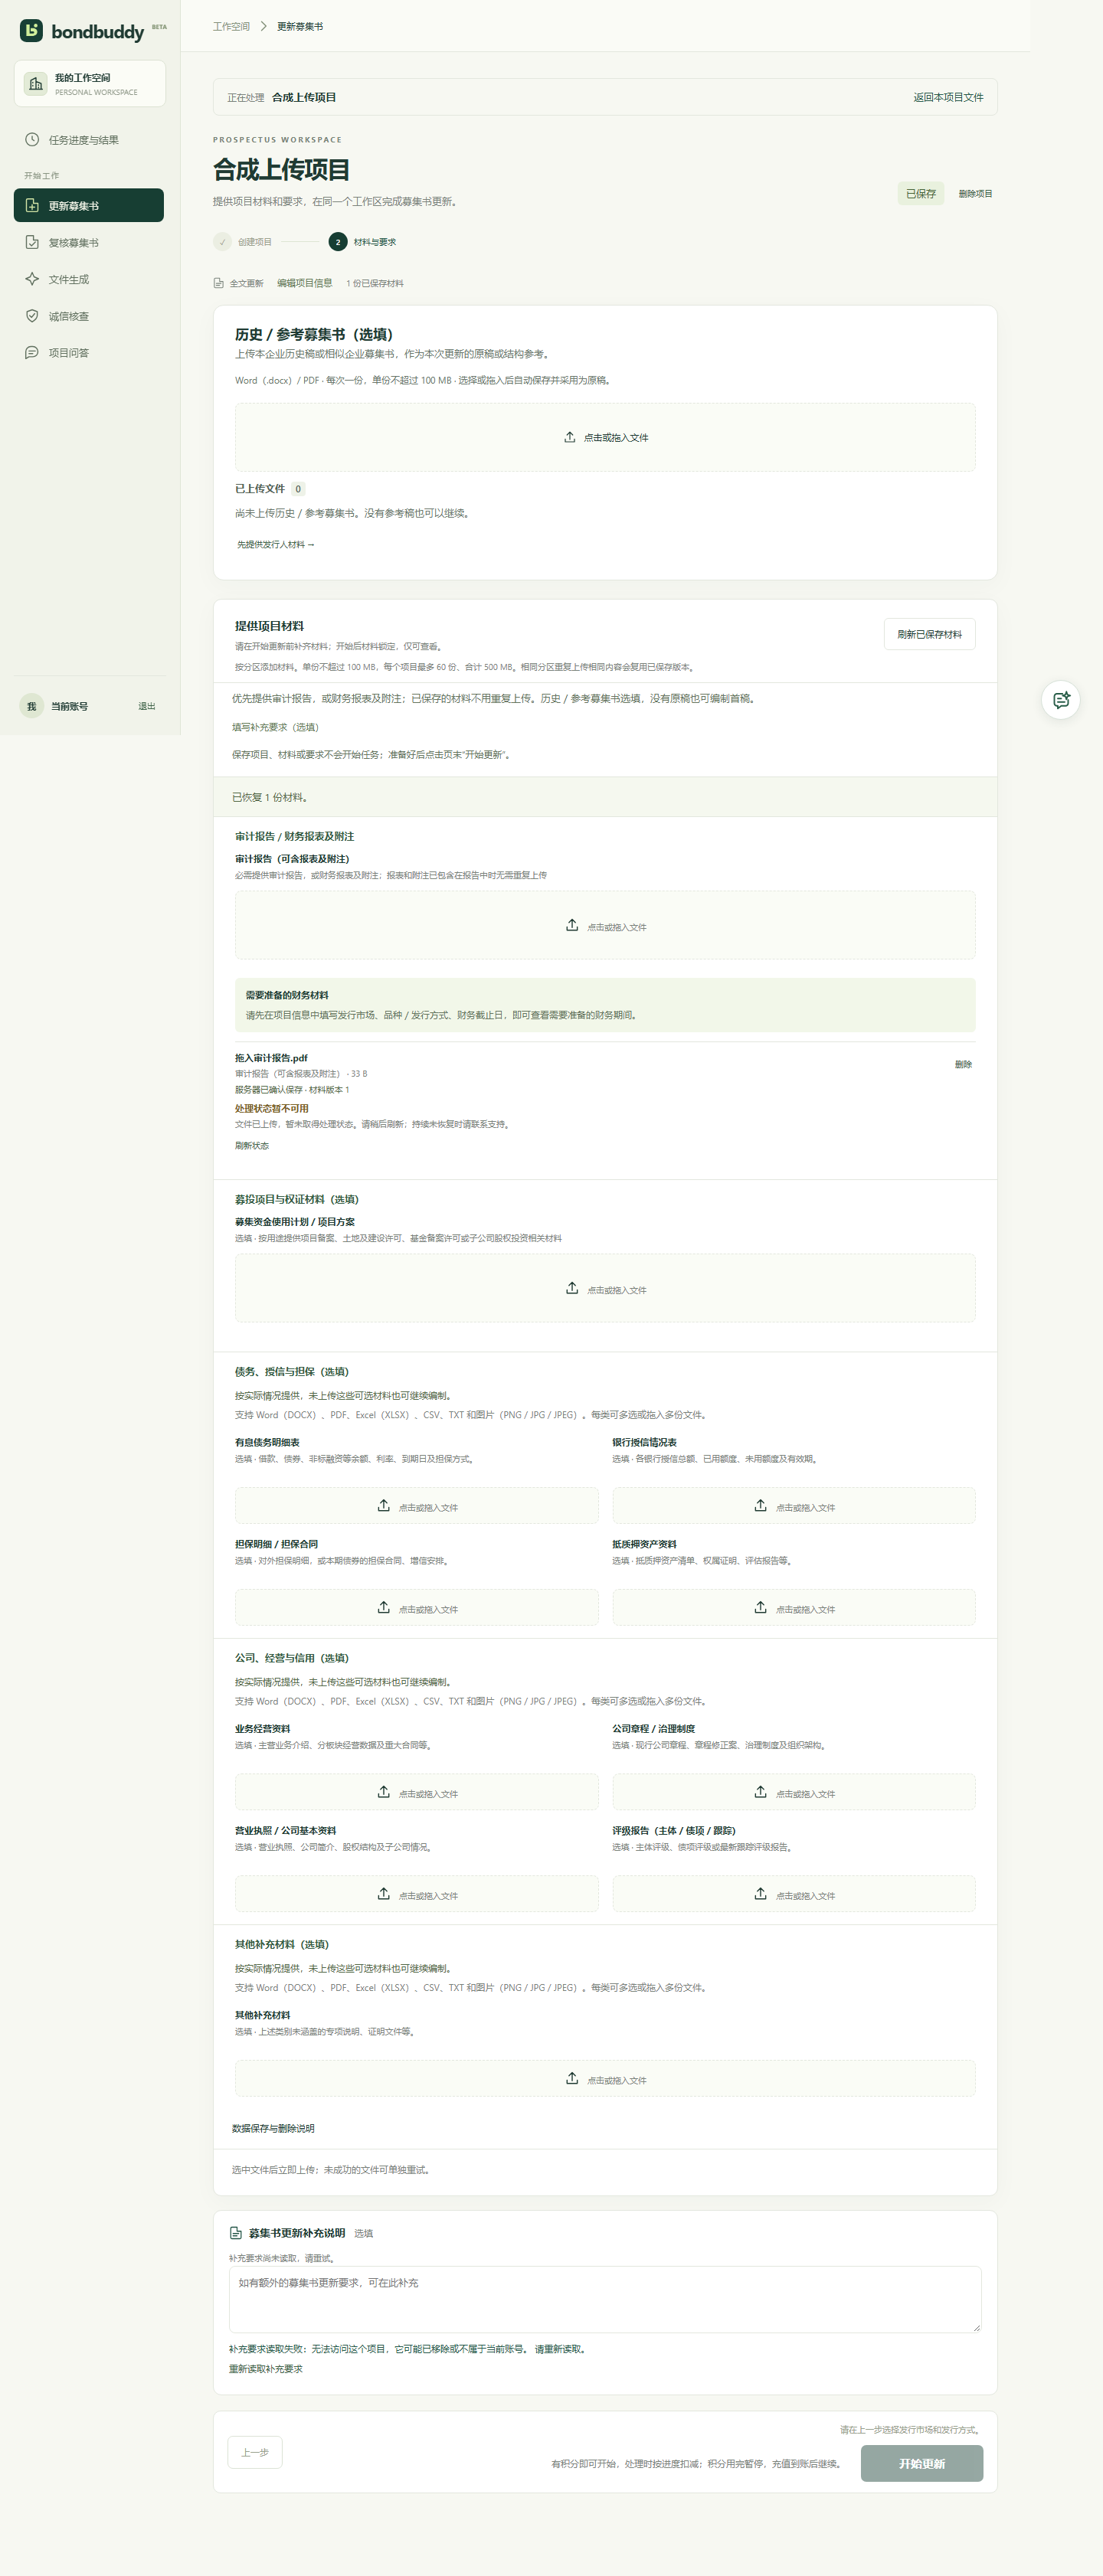 bondbuddy BETA
我的工作空间
PERSONAL WORKSPACE
任务进度与结果
开始工作
更新募集书
复核募集书
文件生成
诚信核查
项目问答
我 当前账号 退出
工作空间 更新募集书
正在处理 合成上传项目 返回本项目文件
PROSPECTUS WORKSPACE
合成上传项目
提供项目材料和要求，在同一个工作区完成募集书更新。
已保存 删除项目
✓ 创建项目 2 材料与要求
全文更新 编辑项目信息 1 份已保存材料
历史 / 参考募集书（选填）
上传本企业历史稿或相似企业募集书，作为本次更新的原稿或结构参考。
Word（.docx）/ PDF · 每次一份，单份不超过 100 MB · 选择或拖入后自动保存并采用为原稿。
点击或拖入文件
已上传文件 0
尚未上传历史 / 参考募集书。没有参考稿也可以继续。
先提供发行人材料 →
提供项目材料
请在开始更新前补齐材料；开始后材料锁定，仅可查看。
按分区添加材料。单份不超过 100 MB，每个项目最多 60 份、合计 500 MB。相同分区重复上传相同内容会复用已保存版本。
刷新已保存材料
优先提供审计报告，或财务报表及附注；已保存的材料不用重复上传。历史 / 参考募集书选填，没有原稿也可编制首稿。
填写补充要求（选填）
保存项目、材料或要求不会开始任务；准备好后点击页末“开始更新”。
已恢复 1 份材料。
审计报告 / 财务报表及附注
审计报告（可含报表及附注）
必需提供审计报告，或财务报表及附注；报表和附注已包含在报告中时无需重复上传
点击或拖入文件
需要准备的财务材料
请先在项目信息中填写发行市场、品种 / 发行方式、财务截止日，即可查看需要准备的财务期间。
拖入审计报告.pdf
审计报告（可含报表及附注） · 33 B
服务器已确认保存 · 材料版本 1
删除
处理状态暂不可用
文件已上传，暂未取得处理状态。请稍后刷新；持续未恢复时请联系支持。
刷新状态
募投项目与权证材料（选填）
募集资金使用计划 / 项目方案
选填 · 按用途提供项目备案、土地及建设许可、基金备案许可或子公司股权投资相关材料
点击或拖入文件
债务、授信与担保（选填）
按实际情况提供，未上传这些可选材料也可继续编制。
支持 Word（DOCX）、PDF、Excel（XLSX）、CSV、TXT 和图片（PNG / JPG / JPEG）。每类可多选或拖入多份文件。
有息债务明细表
选填 · 借款、债券、非标融资等余额、利率、到期日及担保方式。
点击或拖入文件
银行授信情况表
选填 · 各银行授信总额、已用额度、未用额度及有效期。
点击或拖入文件
担保明细 / 担保合同
选填 · 对外担保明细，或本期债券的担保合同、增信安排。
点击或拖入文件
抵质押资产资料
选填 · 抵质押资产清单、权属证明、评估报告等。
点击或拖入文件
公司、经营与信用（选填）
按实际情况提供，未上传这些可选材料也可继续编制。
支持 Word（DOCX）、PDF、Excel（XLSX）、CSV、TXT 和图片（PNG / JPG / JPEG）。每类可多选或拖入多份文件。
业务经营资料
选填 · 主营业务介绍、分板块经营数据及重大合同等。
点击或拖入文件
公司章程 / 治理制度
选填 · 现行公司章程、章程修正案、治理制度及组织架构。
点击或拖入文件
营业执照 / 公司基本资料
选填 · 营业执照、公司简介、股权结构及子公司情况。
点击或拖入文件
评级报告（主体 / 债项 / 跟踪）
选填 · 主体评级、债项评级或最新跟踪评级报告。
点击或拖入文件
其他补充材料（选填）
按实际情况提供，未上传这些可选材料也可继续编制。
支持 Word（DOCX）、PDF、Excel（XLSX）、CSV、TXT 和图片（PNG / JPG / JPEG）。每类可多选或拖入多份文件。
其他补充材料
选填 · 上述类别未涵盖的专项说明、证明文件等。
点击或拖入文件
数据保存与删除说明
选中文件后立即上传；未成功的文件可单独重试。
募集书更新补充说明 选填
补充要求尚未读取，请重试。
如有额外的募集书更新要求，可在此补充
补充要求读取失败：无法访问这个项目，它可能已移除或不属于当前账号。 请重新读取。
重新读取补充要求
请在上一步选择发行市场和发行方式。
上一步
有积分即可开始，处理时按进度扣减；积分用完暂停，充值到账后继续。
开始更新